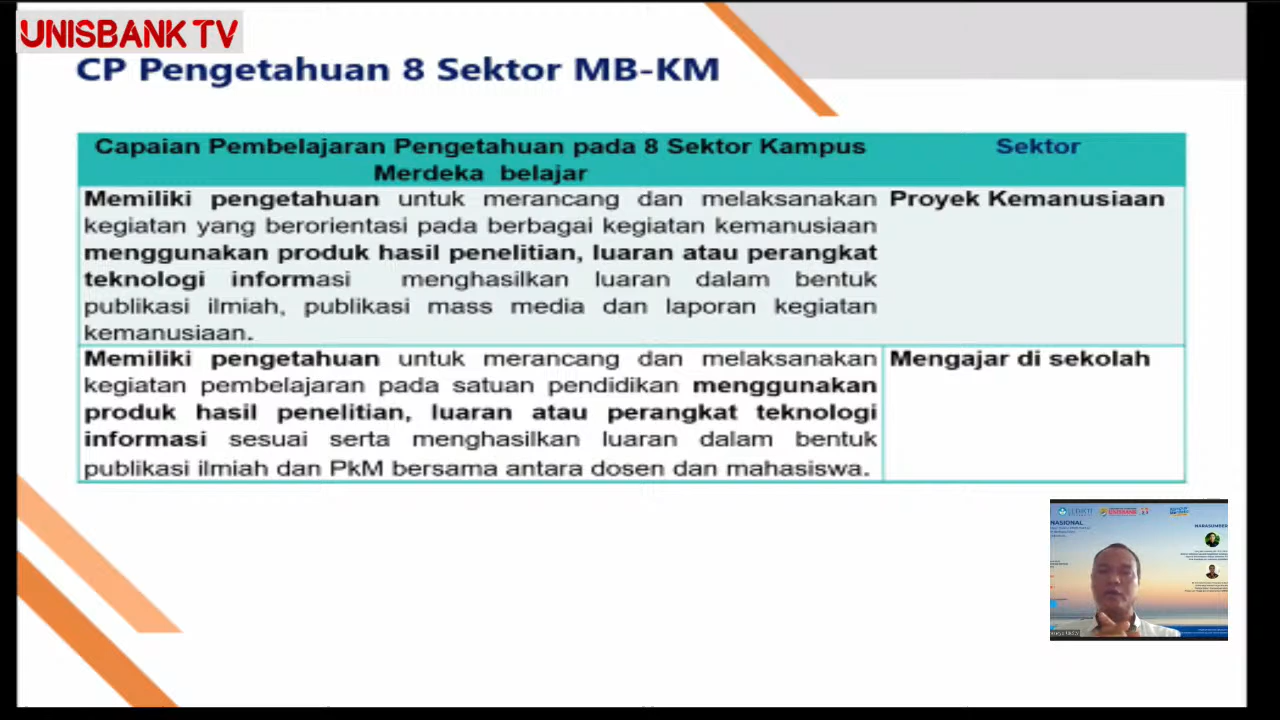 UNISBANK TV
CP Pengetahuan 8 Sektor MB-KM
Capaian Pembelajaran Pengetahuan pada 8 Sektor Kampus
Merdeka belajar
Sektor
Memiliki pengetahuan untuk merancang dan melaksanakan
kegiatan yang berorientasi pada berbagai kegiatan kemanusiaan
menggunakan produk hasil penelitian, luaran atau perangkat
teknologi informasi menghasilkan luaran dalam bentuk
publikasi ilmiah, publikasi mass media dan laporan kegiatan
kemanusiaan.
Proyek Kemanusiaan
Memiliki pengetahuan untuk merancang dan melaksanakan
kegiatan pembelajaran pada satuan pendidikan menggunakan
produk hasil penelitian, luaran atau perangkat teknologi
informasi sesuai serta menghasilkan luaran dalam bentuk
publikasi ilmiah dan PkM bersama antara dosen dan mahasiswa.
Mengajar di sekolah
NASIONAL
NARASUMBER